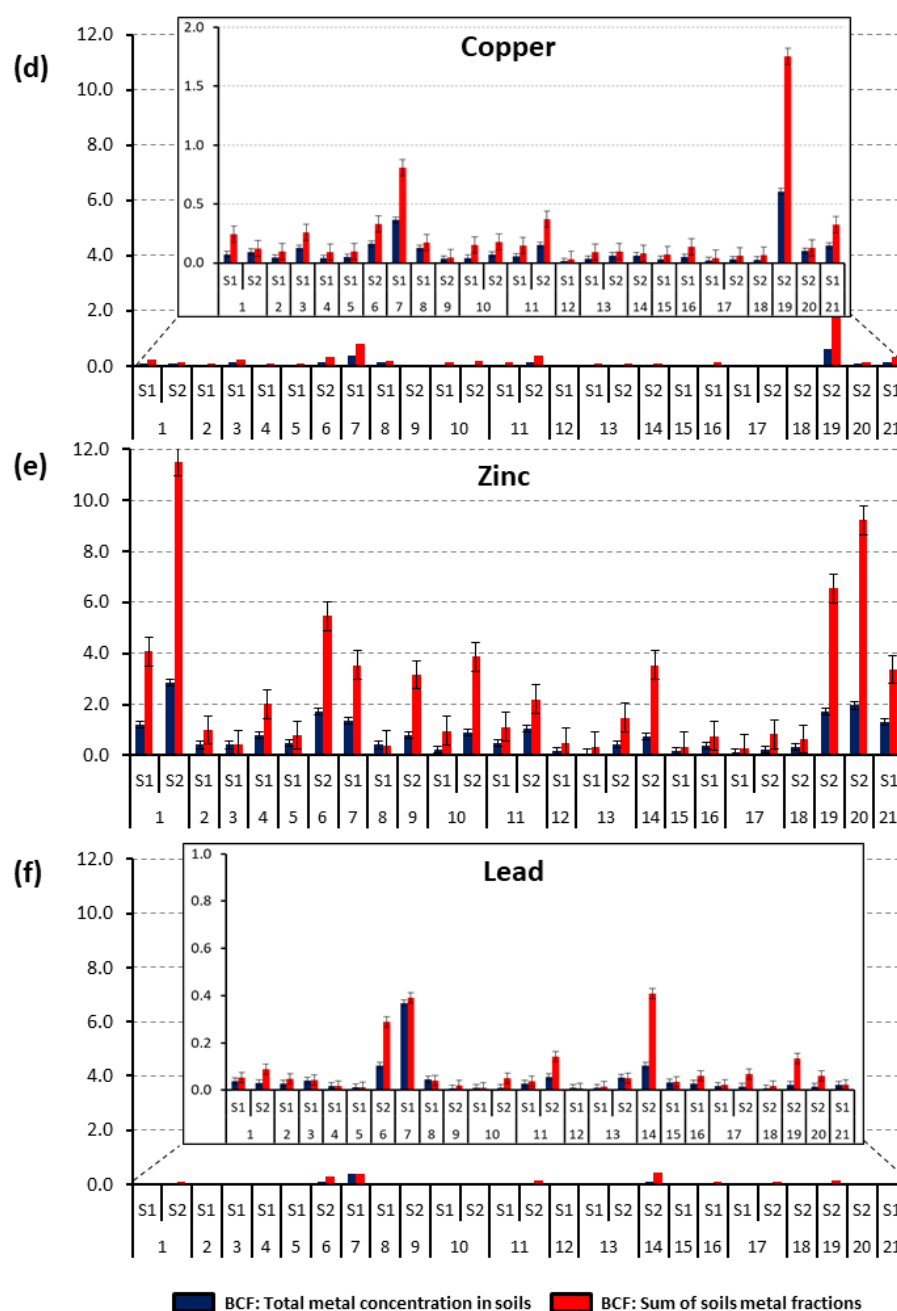 (d)
12.0
10.0
8.0
6.0
4.0
2.0
0.0
Copper
2.0
1.5
1.0
0.5
0.0
S1 S2 S1 S1 S1 S1 S2 S1 S1 S2 S1 S2 S1 S2 S1 S1 S2 S2 S1 S1 S1 S2 S2 S2 S2 S1
1 2 3 4 5 6 7 8 9 10 11 12 13 14 15 16 17 18 19 20 21
S1 S2 S1 S1 S1 S1 S2 S1 S1 S2 S1 S2 S1 S2 S1 S1 S2 S2 S1 S1 S1 S2 S2 S2 S2 S1
1 2 3 4 5 6 7 8 9 10 11 12 13 14 15 16 17 18 19 20 21
(e)
Zinc
12.0
10.0
8.0
6.0
4.0
2.0
0.0
S1 S2 S1 S1 S1 S1 S2 S1 S1 S2 S1 S2 S1 S2 S1 S1 S2 S2 S1 S1 S1 S2 S2 S2 S2 S1
1 2 3 4 5 6 7 8 9 10 11 12 13 14 15 16 17 18 19 20 21
(f)
12.0
10.0
8.0
6.0
4.0
2.0
0.0
Lead
1.0
0.8
0.6
0.4
0.2
0.0
S1 S2 S1 S1 S1 S1 S2 S1 S1 S2 S1 S2 S1 S2 S1 S1 S2 S2 S1 S1 S1 S2 S2 S2 S2 S1
1 2 3 4 5 6 7 8 9 10 11 12 13 14 15 16 17 18 19 20 21
S1 S2 S1 S1 S1 S1 S2 S1 S1 S2 S1 S2 S1 S2 S1 S1 S2 S2 S1 S1 S1 S2 S2 S2 S2 S1
1 2 3 4 5 6 7 8 9 10 11 12 13 14 15 16 17 18 19 20 21
BCF: Total metal concentration in soils BCF: Sum of soils metal fractions